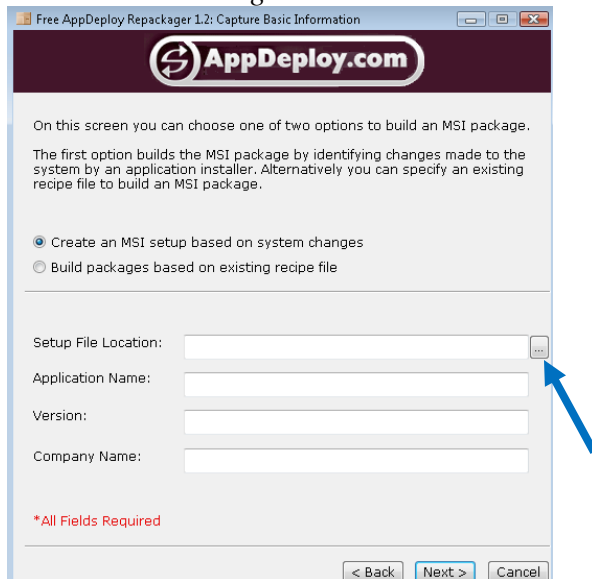 Free AppDeploy Repackager 1.2: Capture Basic Information
AppDeploy.com
On this screen you can choose one of two options to build an MSI package.
The first option builds the MSI package by identifying changes made to the
system by an application installer. Alternatively you can specify an existing
recipe file to build an MSI package.
Create an MSI setup based on system changes
Build packages based on existing recipe file
Setup File Location:
...
Application Name:
Version:
Company Name:
*All Fields Required
< Back Next > Cancel